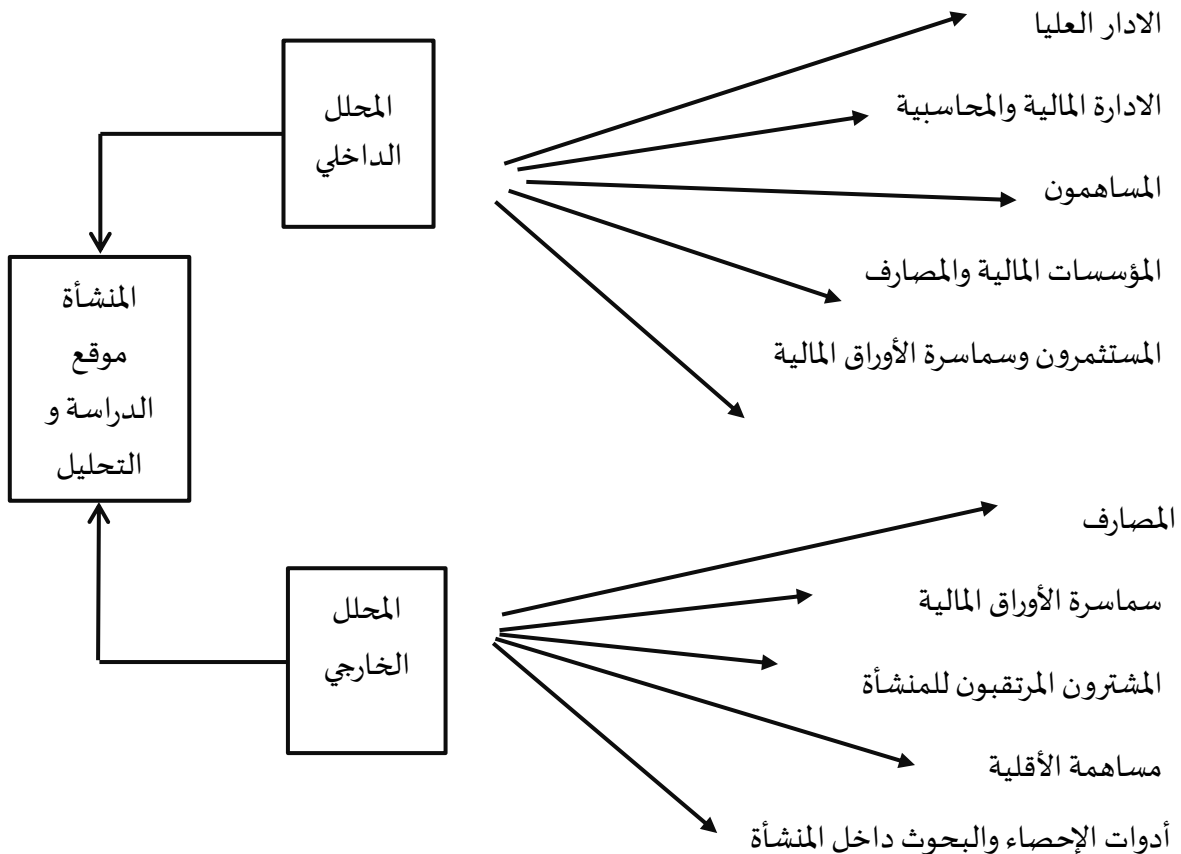 الادار العليا
الادارة المالية والمحاسبية
المساهمون
المؤسسات المالية والمصارف
المستثمرون وسماسرة الأوراق المالية
المحلل
الداخلي
المنشأة
موقع
الدراسة و
التحليل
المصارف
سماسرة الأوراق المالية
المشترون المرتقبون للمنشأة
مساهمة الأقلية
أدوات الإحصاء والبحوث داخل المنشأة
المحلل
الخارجي